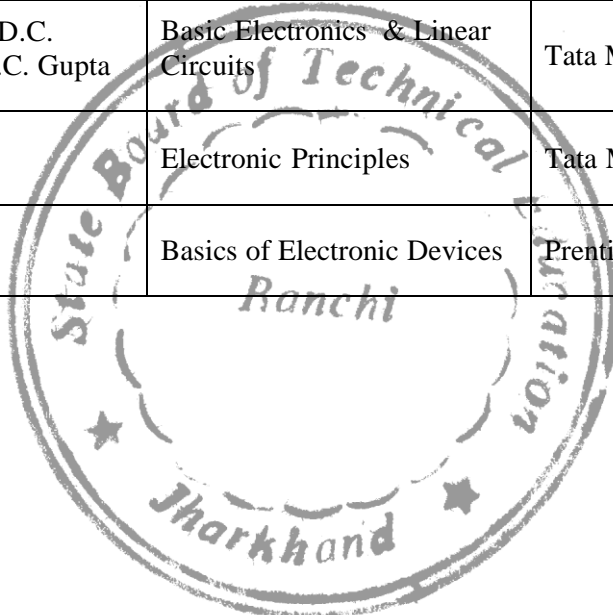 D.C.
.C. Gupta
Basic Electronics & Linear
Circuits
Tata M
Electronic Principles
Tata M
Basics of Electronic Devices
Prenti
State Board of Technical Education
Ranchi
Jharkhand